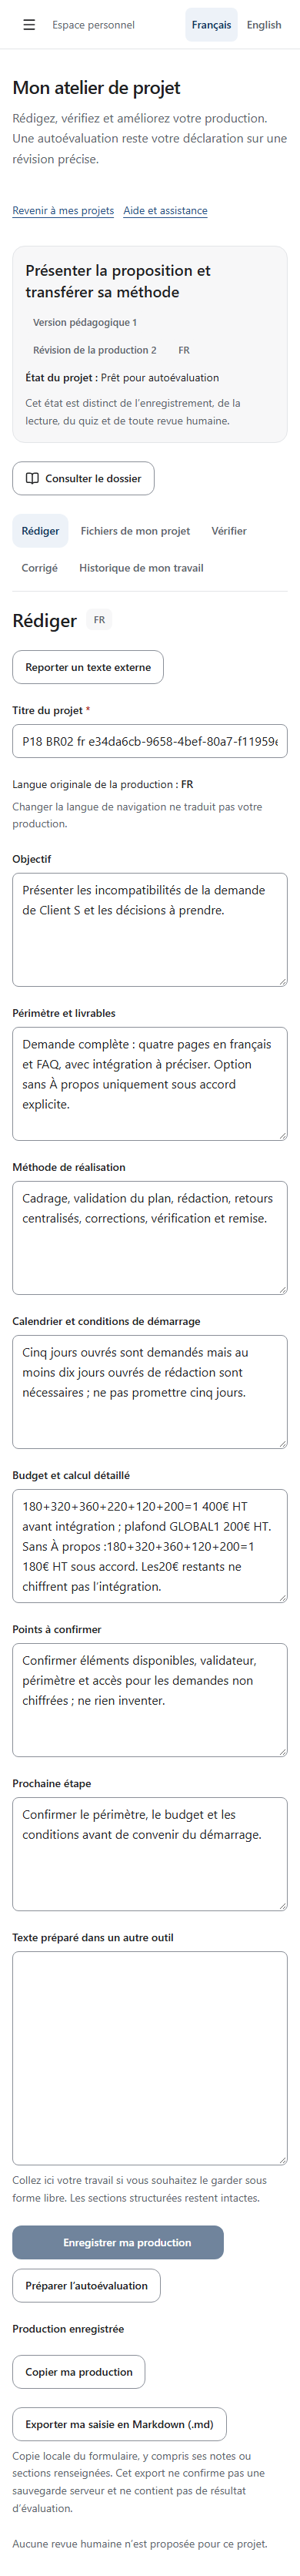 Espace personnel
Français
English
Mon atelier de projet
Rédigez, vérifiez et améliorez votre production.
Une autoévaluation reste votre déclaration sur une
révision précise.
Revenir à mes projets
Aide et assistance
Présenter la proposition et
transférer sa méthode
Version pédagogique 1
Révision de la production 2
FR
État du projet : Prêt pour autoévaluation
Cet état est distinct de l’enregistrement, de la
lecture, du quiz et de toute revue humaine.
Consulter le dossier
Rédiger
Fichiers de mon projet
Vérifier
Corrigé
Historique de mon travail
Rédiger
FR
Reporter un texte externe
Titre du projet *
P18 BR02 fr e34da6cb-9658-4bef-80a7-f11959e
Langue originale de la production : FR
Changer la langue de navigation ne traduit pas votre
production.
Objectif
Présenter les incompatibilités de la demande
de Client S et les décisions à prendre.
Périmètre et livrables
Demande complète : quatre pages en français
et FAQ, avec intégration à préciser. Option
sans À propos uniquement sous accord
explicite.
Méthode de réalisation
Cadrage, validation du plan, rédaction, retours
centralisés, corrections, vérification et remise.
Calendrier et conditions de démarrage
Cinq jours ouvrés sont demandés mais au
moins dix jours ouvrés de rédaction sont
nécessaires ; ne pas promettre cinq jours.
Budget et calcul détaillé
180+320+360+220+120+200=1 400€ HT
avant intégration ; plafond GLOBAL1 200€ HT.
Sans À propos :180+320+360+120+200=1
180€ HT sous accord. Les20€ restants ne
chiffrent pas l’intégration.
Points à confirmer
Confirmer éléments disponibles, validateur,
périmètre et accès pour les demandes non
chiffrées ; ne rien inventer.
Prochaine étape
Confirmer le périmètre, le budget et les
conditions avant de convenir du démarrage.
Texte préparé dans un autre outil
Collez ici votre travail si vous souhaitez le garder sous
forme libre. Les sections structurées restent intactes.
Enregistrer ma production
Préparer l’autoévaluation
Production enregistrée
Copier ma production
Exporter ma saisie en Markdown (.md)
Copie locale du formulaire, y compris ses notes ou
sections renseignées. Cet export ne confirme pas une
sauvegarde serveur et ne contient pas de résultat
d’évaluation.
Aucune revue humaine n’est proposée pour ce projet.